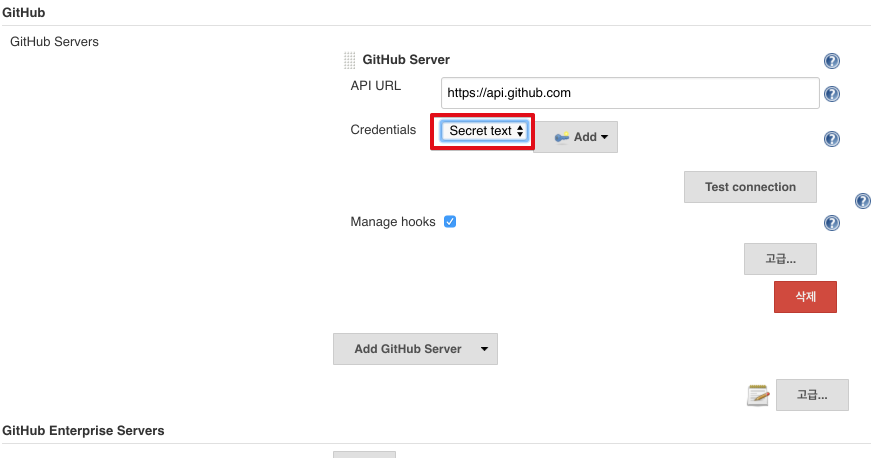 GitHub
GitHub Servers
GitHub Server
API URL
https://api.github.com
Credentials
Secret text
Add
Test connection
Manage hooks
고급...
삭제
Add GitHub Server
고급...
GitHub Enterprise Servers